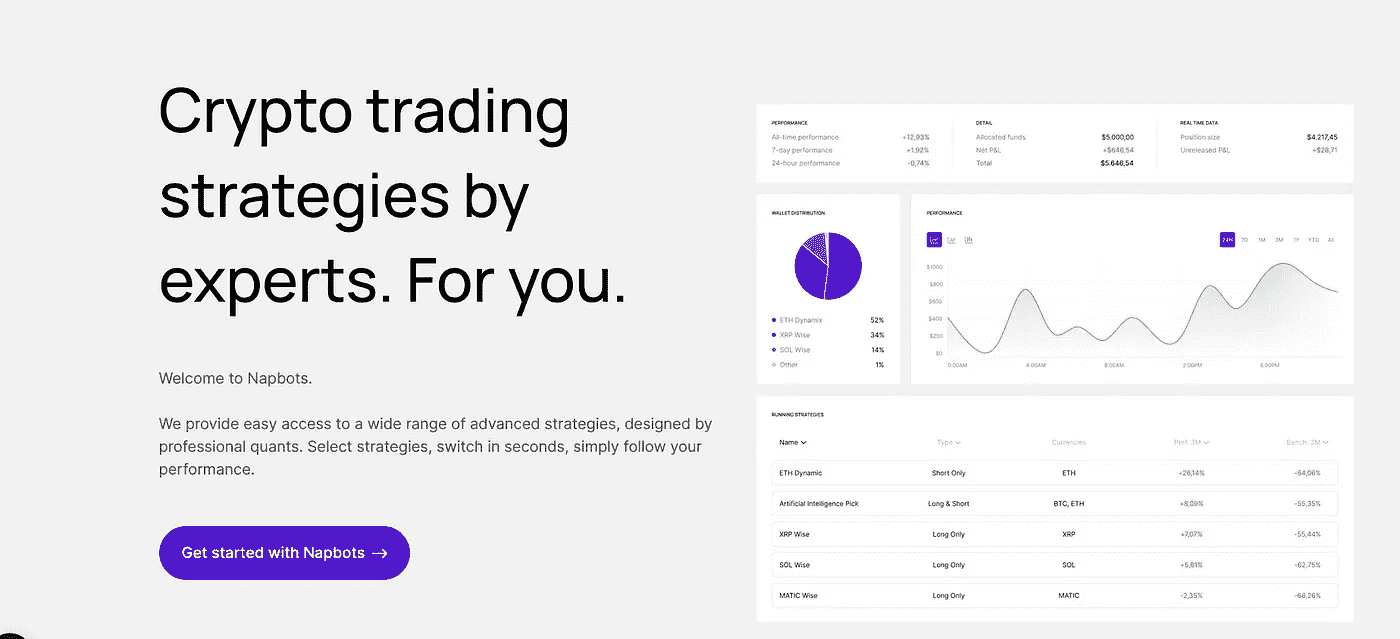 Crypto trading
strategies by
experts. For you.
Welcome to Napbots.
We provide easy access to a wide range of advanced strategies, designed by
professional quants. Select strategies, switch in seconds, simply follow your
performance.
Get started with Napbots →
PERFORMANCE
All-time performance +12,93%
7-day performance +1.92%
24-hour performance -0,74%
DETAIL
Allocated funds $5.000,00
Net P&L +$646,54
Total $5.646,54
REAL TIME DATA
Position size $4.217,45
Unreleased P&L +$28,71
WALLET DISTRIBUTION
ETH Dynamix 52%
XRP Wise 34%
SOL Wise 14%
Other 1%
PERFORMANCE
24H 7D 1M 3M 1Y YTD All
$1000
$800
$600
$400
$200
$0
0:00AM 4:00AM 8:00AM 2:00PM 6:00PM
RUNNING STRATEGIES
Name Type Currencies Perf. 3M Bench. 3M
ETH Dynamic Short Only ETH +26,14% -64,06%
Artificial Intelligence Pick Long & Short BTC, ETH +8,09% -55,35%
XRP Wise Long Only XRP +7,07% -55,44%
SOL Wise Long Only SOL +5,81% -62,75%
MATIC Wise Long Only MATIC -2,35% -66,26%